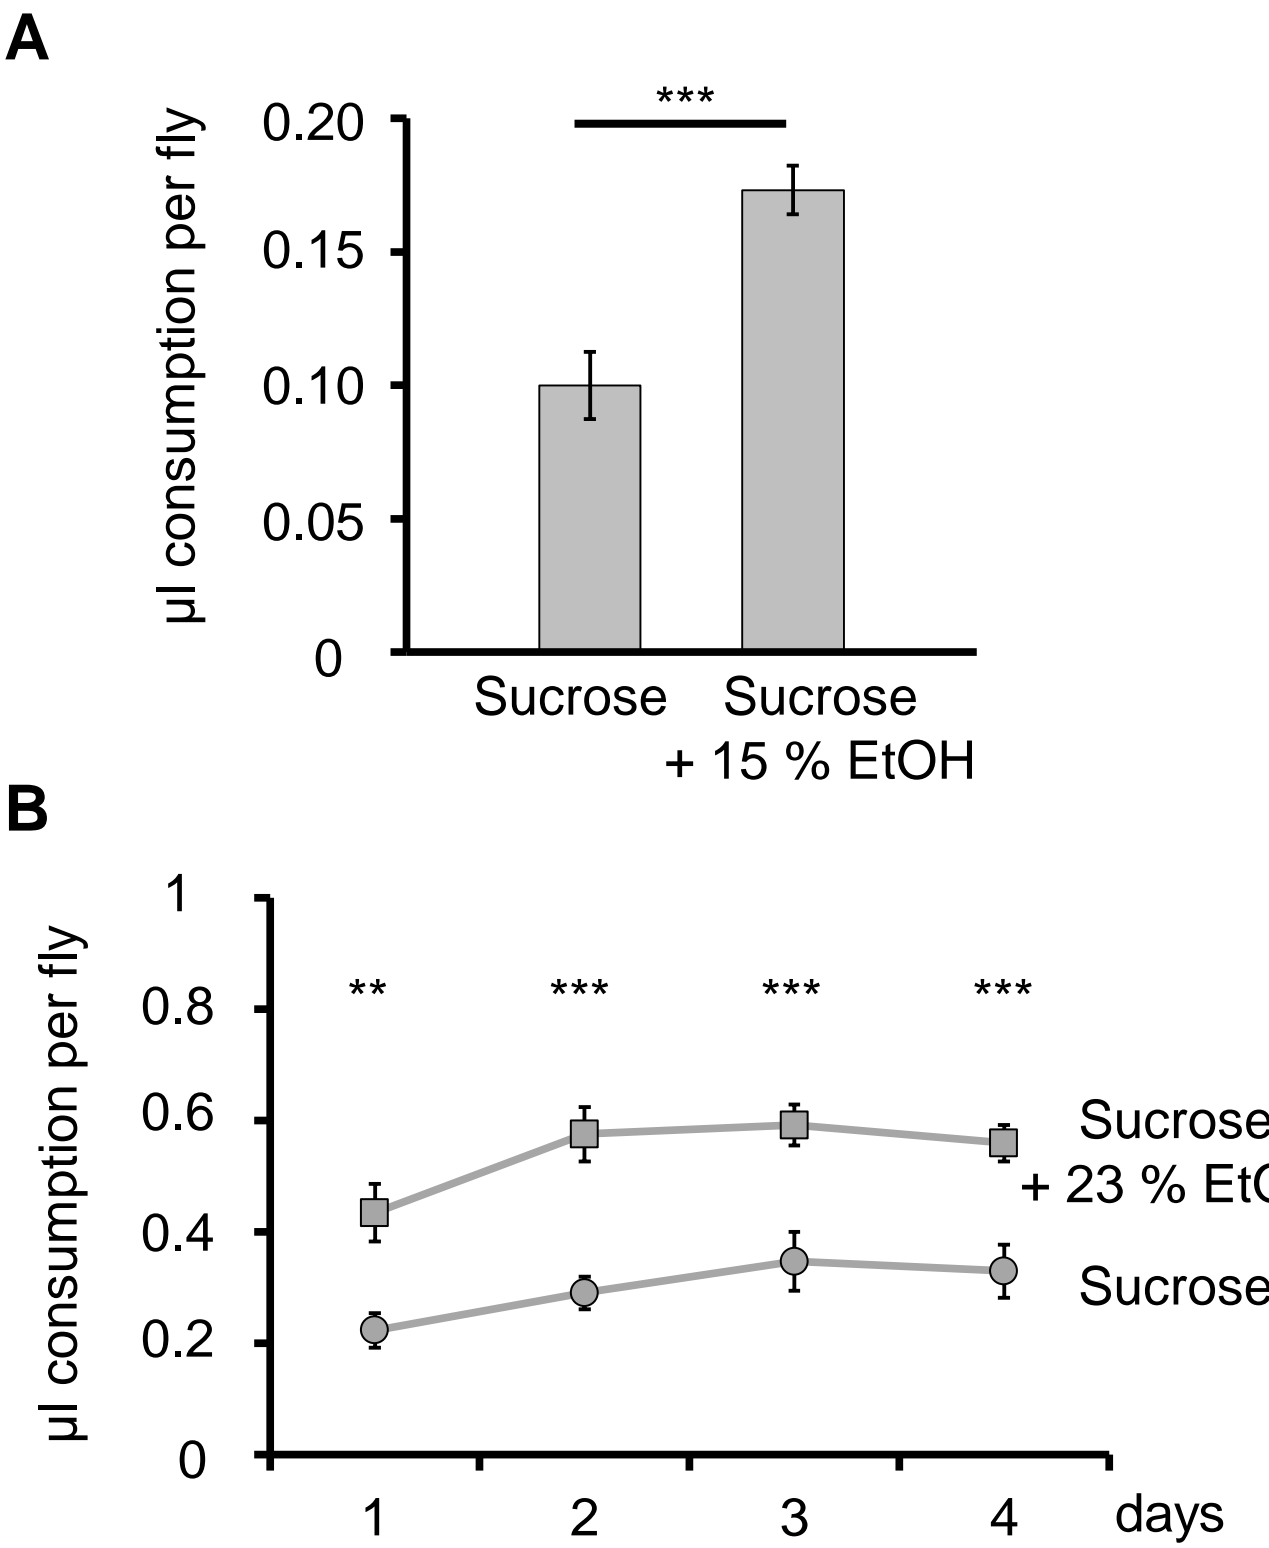 A
µl consumption per fly
0.20
0.15
0.10
0.05
0
***
Sucrose
Sucrose
+ 15 % EtOH
B
µl consumption per fly
1
0.8
0.6
0.4
0.2
0
** *** *** ***
Sucrose
+ 23 % Et
Sucrose
1 2 3 4 days